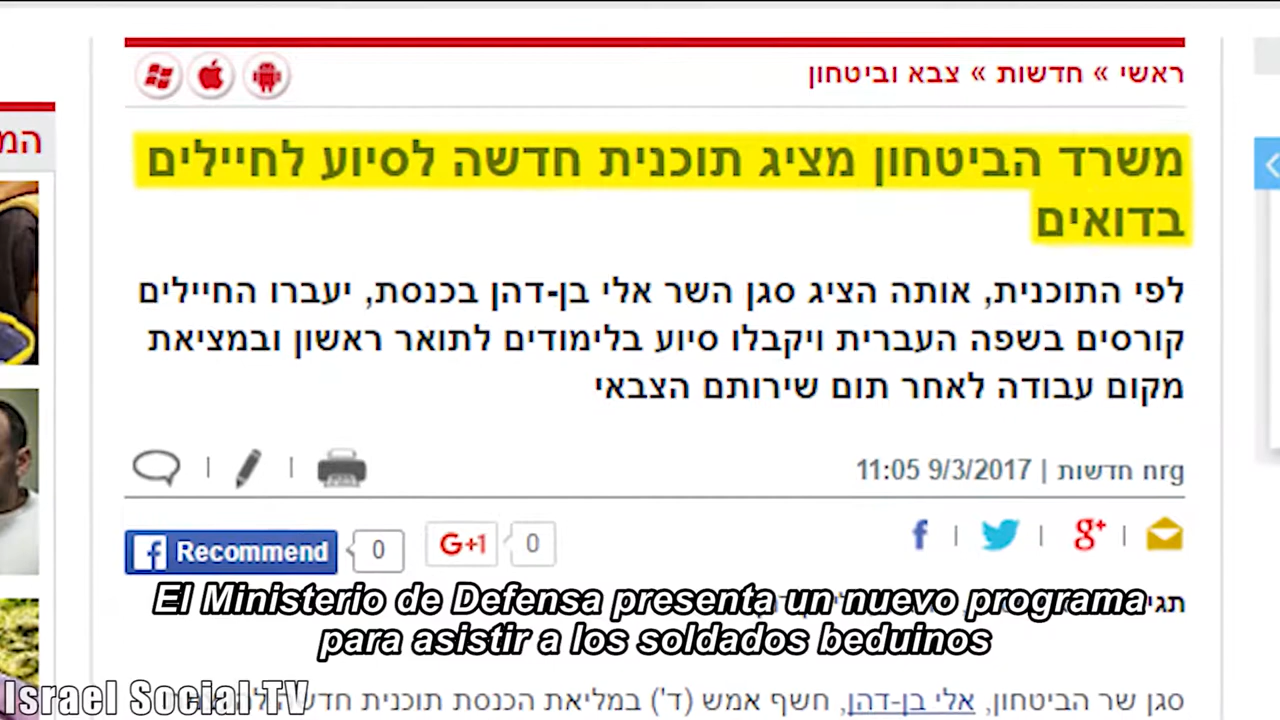 ראשי » חדשות » צבא וביטחון
המ
משרד הביטחון מציג תוכנית חדשה לסיוע לחיילים
בדואים
לפי התוכנית, אותה הציג סגן השר אלי בן-דהן בכנסת, יעברו החיילים
קורסים בשפה העברית ויקבלו סיוע בלימודים לתואר ראשון ובמציאת
מקום עבודה לאחר תום שירותם הצבאי
nrg חדשות | 9/3/2017 11:05
Recommend 0 G+1 0
El Ministerio de Defensa presenta un nuevo programa
para asistir a los soldados beduinos
סגן שר הביטחון, אלי בן-דהן, חשף אמש (ד') במליאת הכנסת תוכנית
Israel Social TV